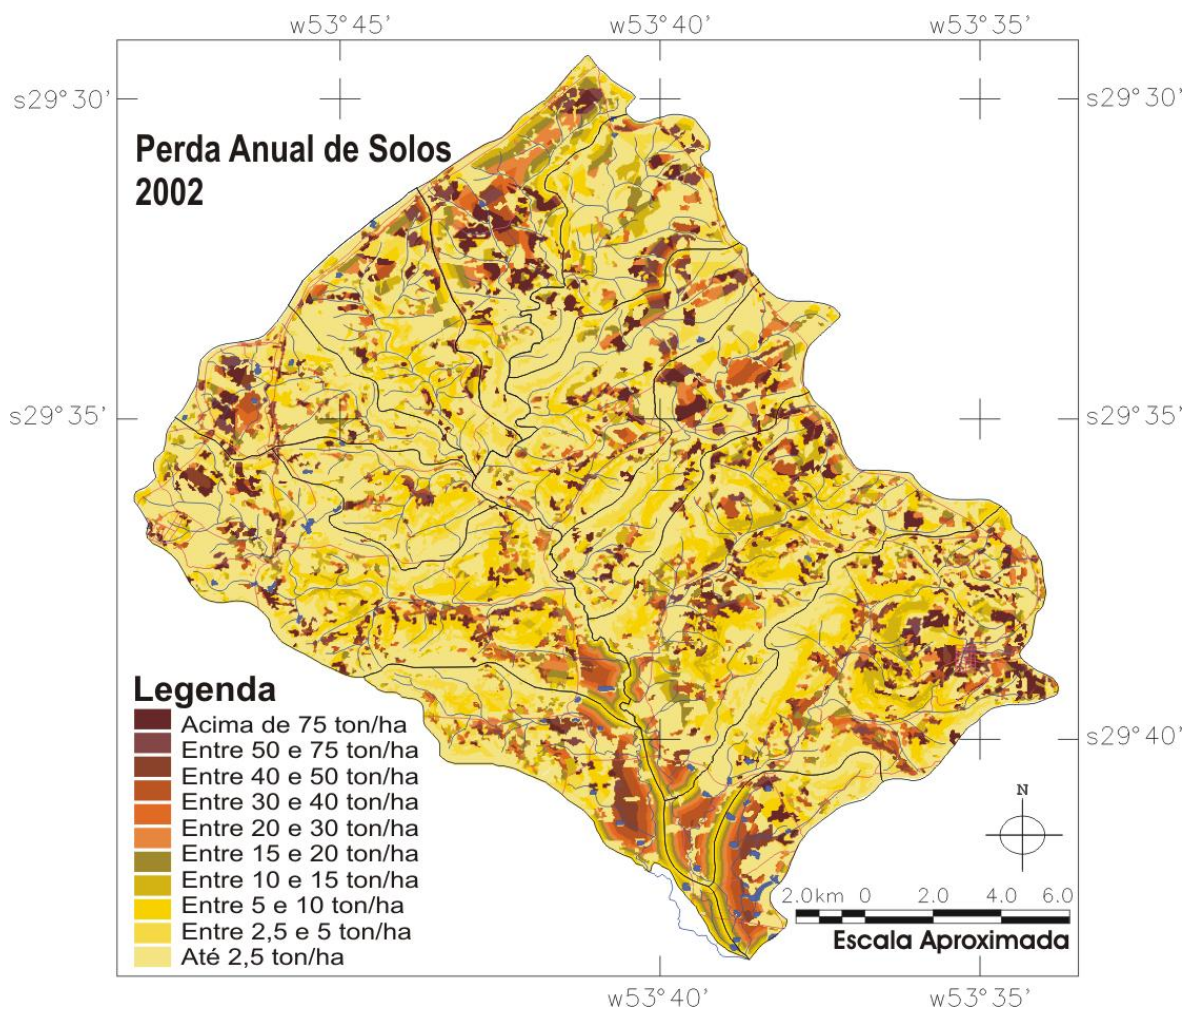 w53°45' w53°40' w53°35'
s29°30' s29°30'
Perda Anual de Solos
2002
s29°35' s29°35'
Legenda
Acima de 75 ton/ha
Entre 50 e 75 ton/ha
Entre 40 e 50 ton/ha
Entre 30 e 40 ton/ha
Entre 20 e 30 ton/ha
Entre 15 e 20 ton/ha
Entre 10 e 15 ton/ha
Entre 5 e 10 ton/ha
Entre 2,5 e 5 ton/ha
Até 2,5 ton/ha
s29°40'
N
2.0km 0 2.0 4.0 6.0
Escala Aproximada
w53°40' w53°35'